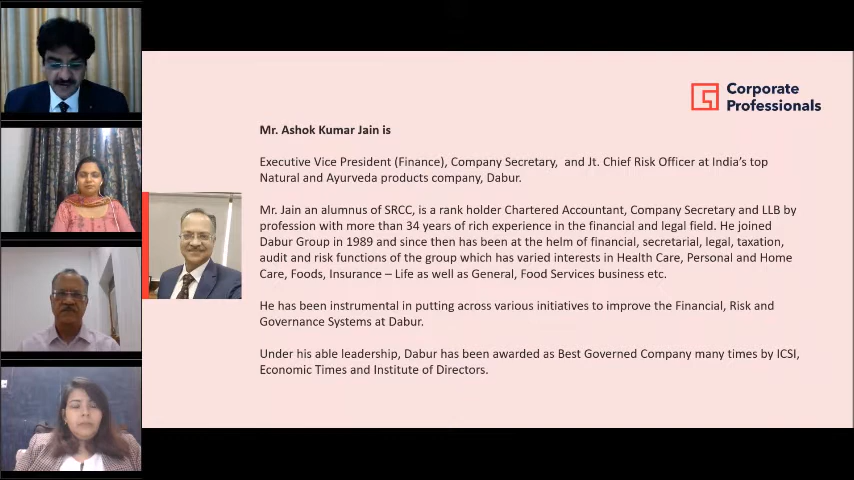 Corporate
Professionals
Mr. Ashok Kumar Jain is
Executive Vice President (Finance), Company Secretary, and Jt. Chief Risk Officer at India's top
Natural and Ayurveda products company, Dabur.
Mr. Jain an alumnus of SRCC, is a rank holder Chartered Accountant, Company Secretary and LLB by
profession with more than 34 years of rich experience in the financial and legal field. He joined
Dabur Group in 1989 and since then has been at the helm of financial, secretarial, legal, taxation,
audit and risk functions of the group which has varied interests in Health Care, Personal and Home
Care, Foods, Insurance – Life as well as General, Food Services business etc.
He has been instrumental in putting across various initiatives to improve the Financial, Risk and
Governance Systems at Dabur.
Under his able leadership, Dabur has been awarded as Best Governed Company many times by ICSI,
Economic Times and Institute of Directors.